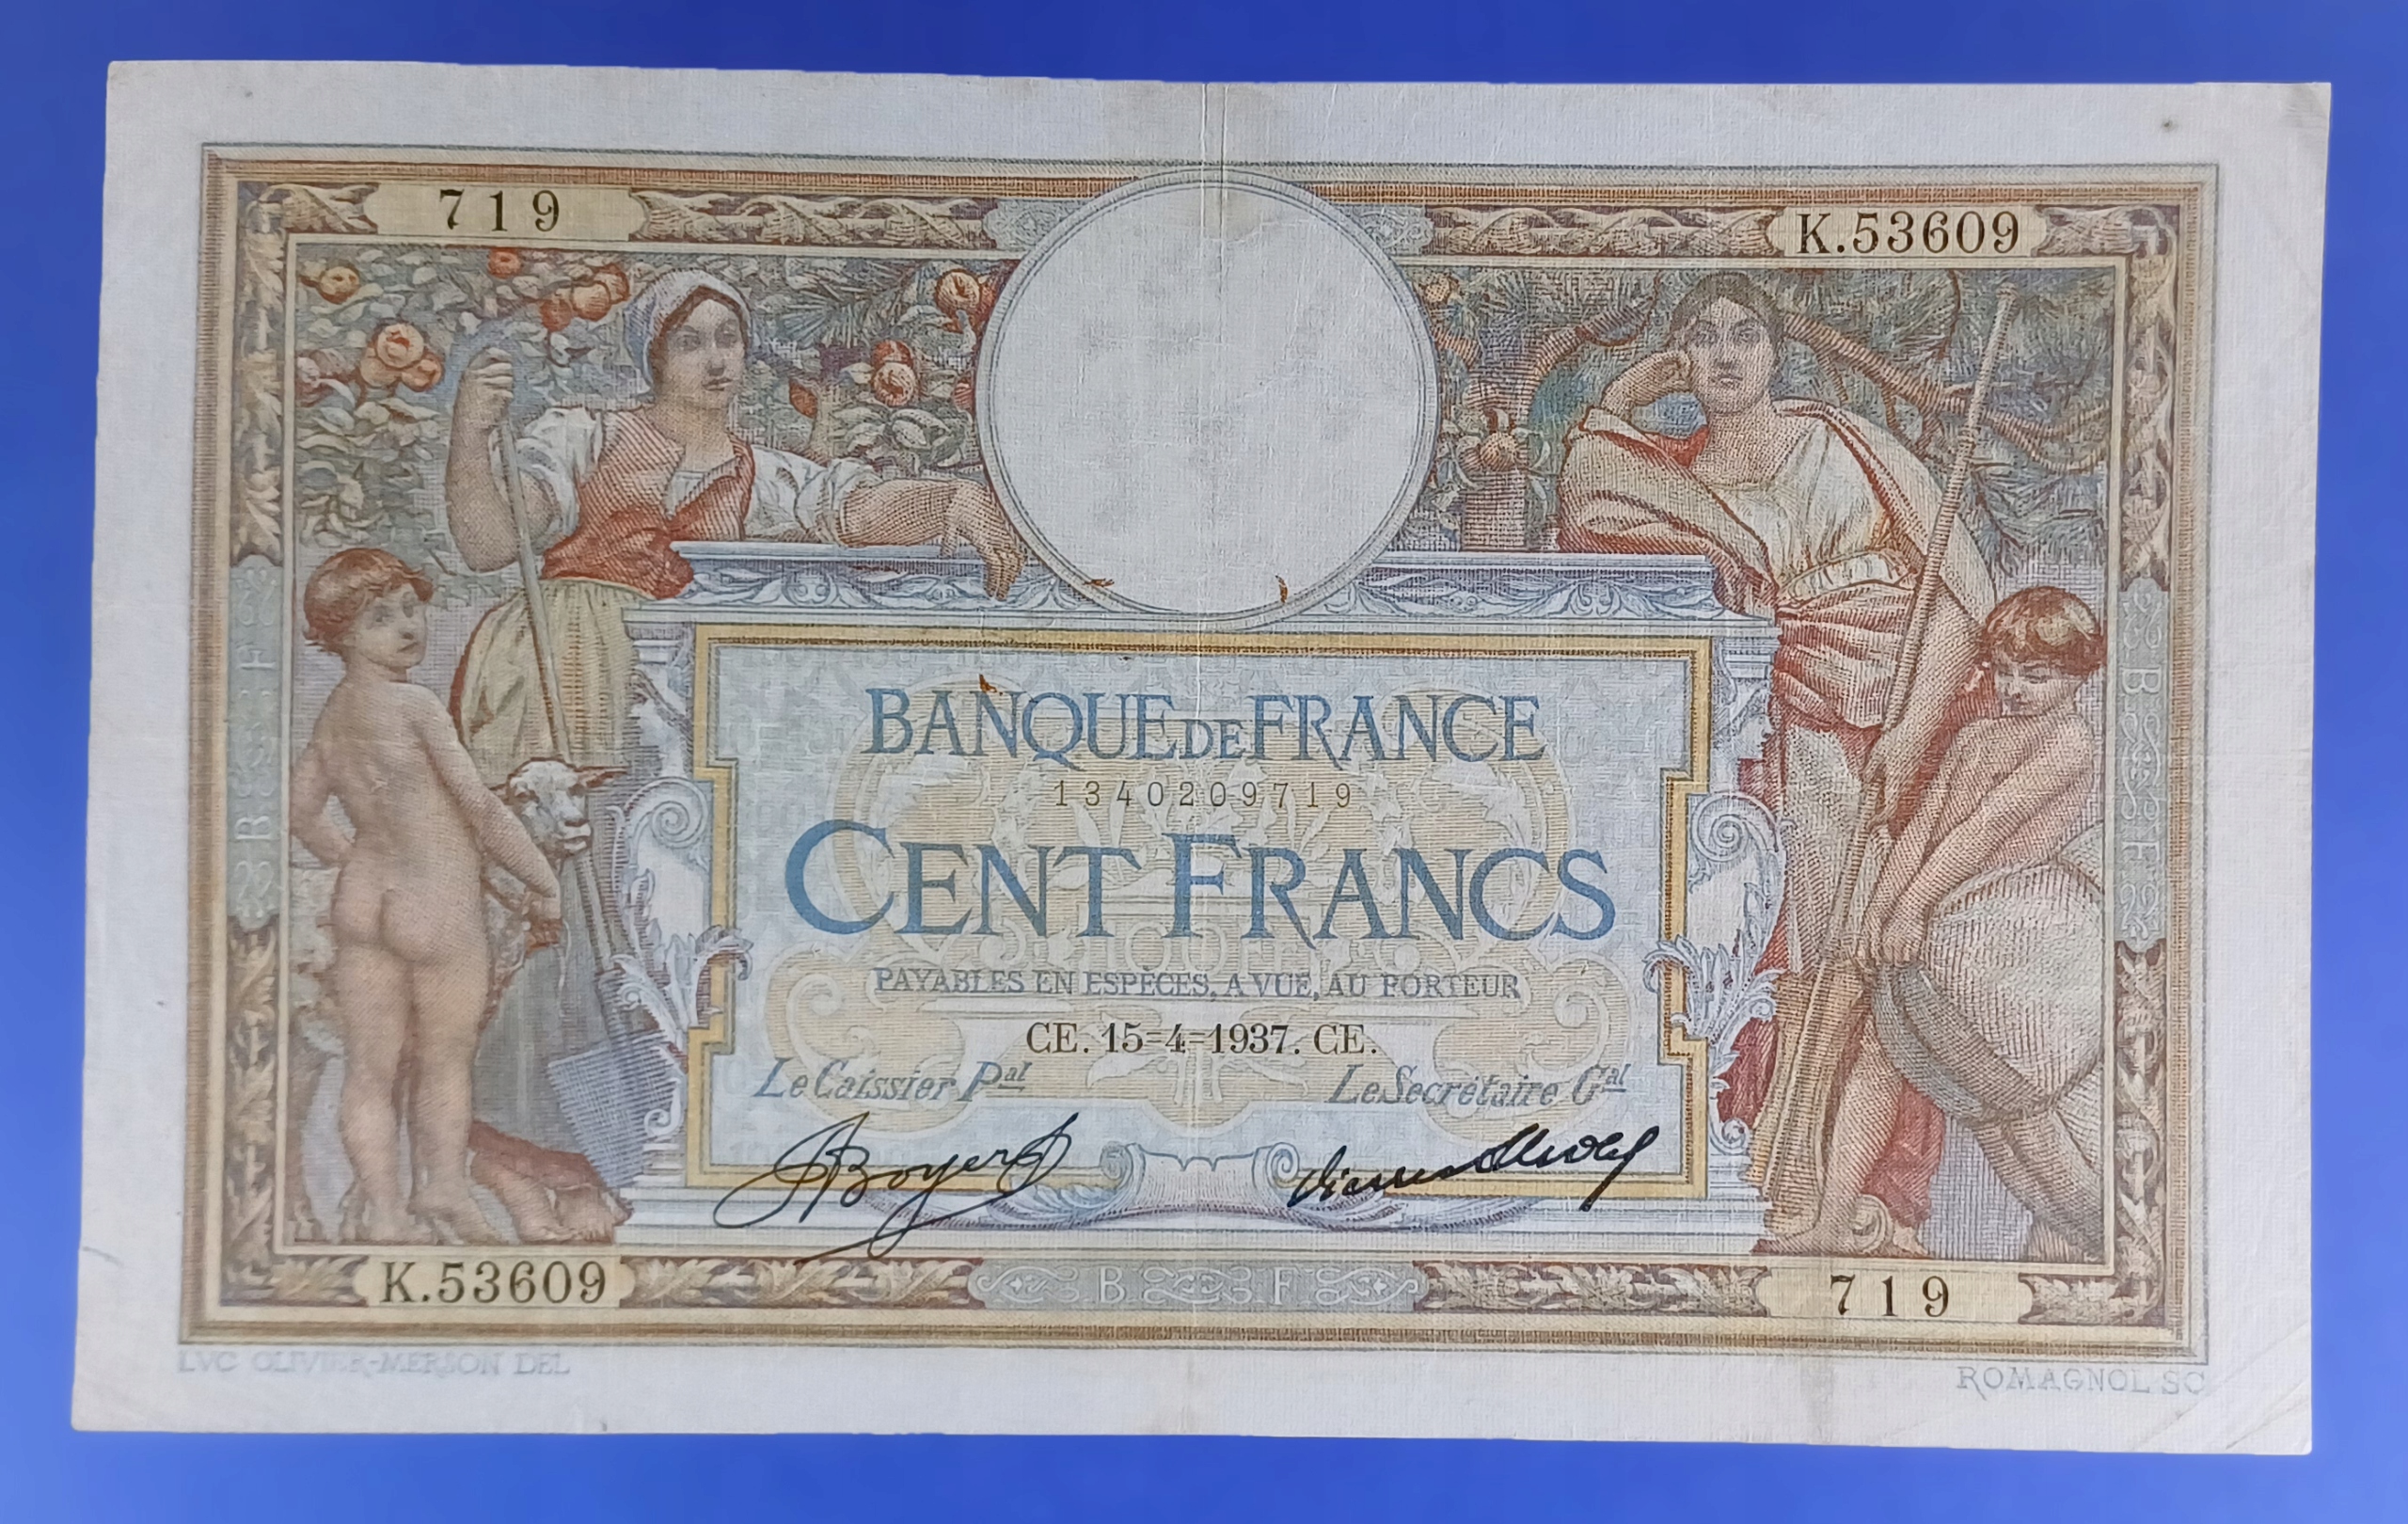 719
K.53609
B F
B F
BANQUE DE FRANCE
1340209719
CENT FRANCS
PAYABLES EN ESPÈCES, A VUE, AU PORTEUR
CE. 15=4=1937. CE.
Le Caissier Pal
Le Secrétaire Gal
Boyer
K.53609
B F
719
LVC OLIVIER-MERSON DEL
ROMAGNOL SC